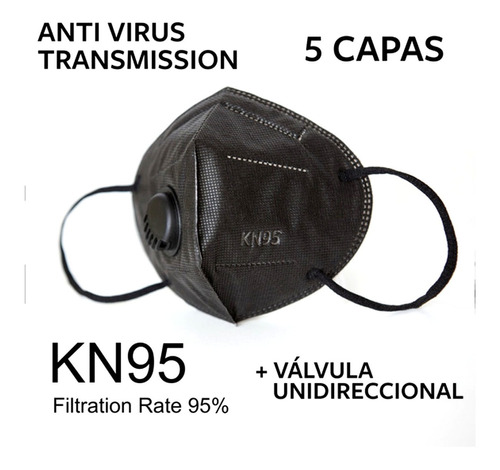 ANTI VIRUS
TRANSMISSION
5 CAPAS
KN95
KN95
Filtration Rate 95%
+ VÁLVULA
UNIDIRECCIONAL